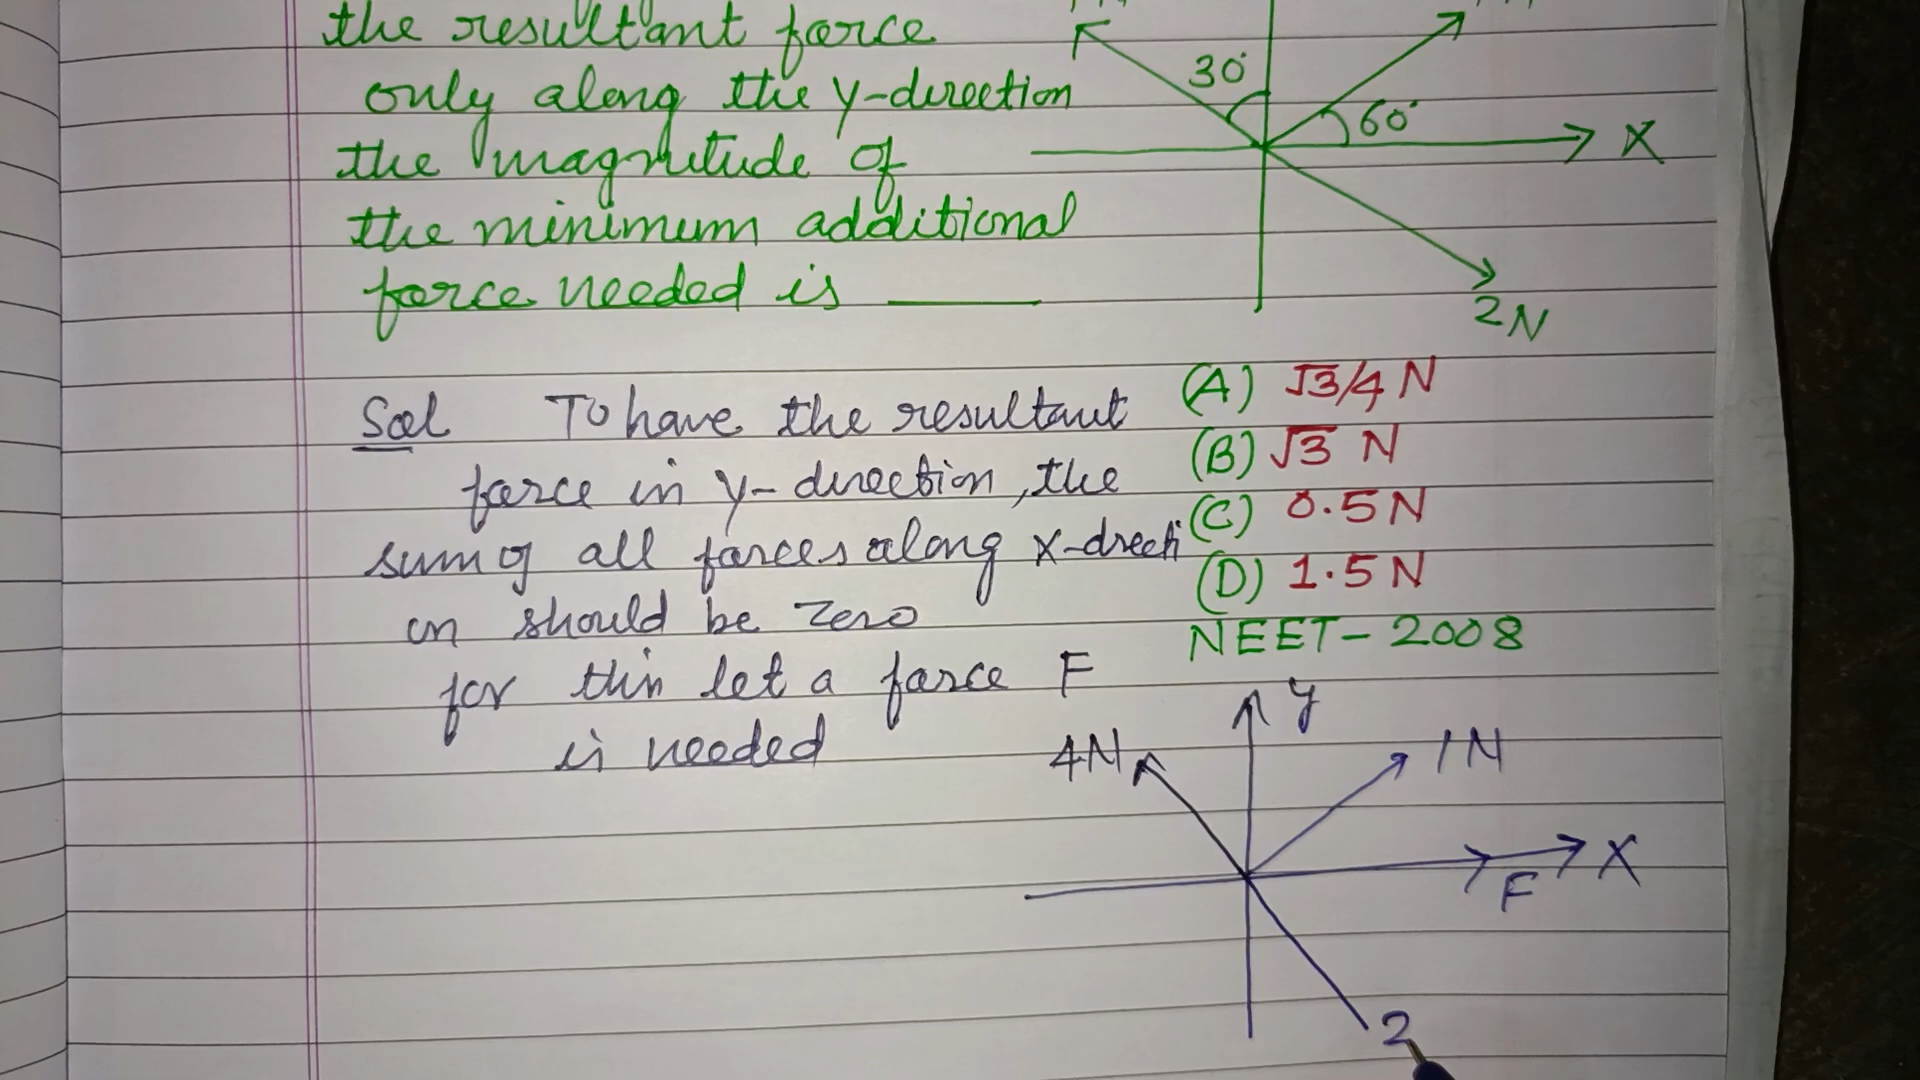 the resultant force
only along the y-direction
the magnitude of
the minimum additional
force needed is
30°
60°
X
2N
(A) √3/4 N
(B) √3 N
(C) 0.5 N
(D) 1.5 N
NEET-2008
Sol To have the resultant
force in y-direction, the
sum of all forces along x-directi
on should be zero
for this let a force F
is needed
y
4N
1N
X
F
2